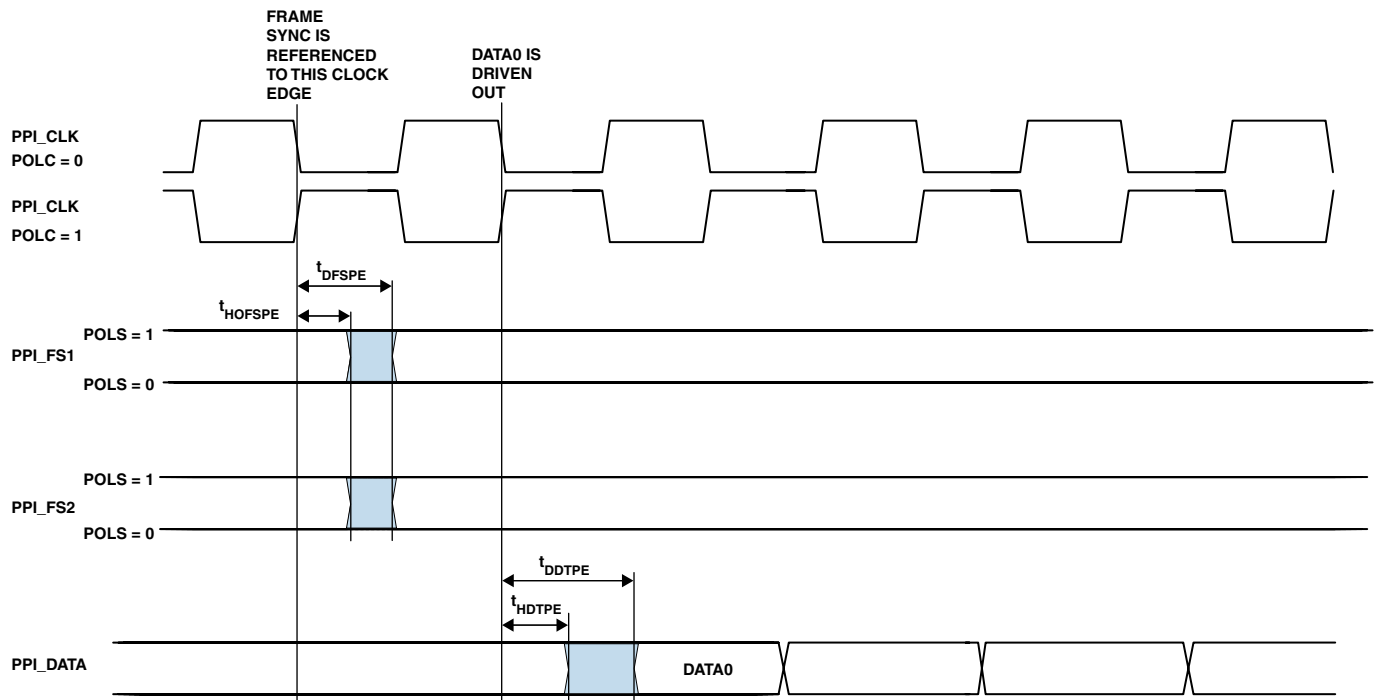 FRAME
SYNC IS
REFERENCED
TO THIS CLOCK
EDGE
DATA0 IS
DRIVEN
OUT
PPI_CLK
POLC = 0
PPI_CLK
POLC = 1
tDFSPE
tHOFSPE
POLS = 1
PPI_FS1
POLS = 0
POLS = 1
PPI_FS2
POLS = 0
tDDTPE
tHDTPE
PPI_DATA
DATA0